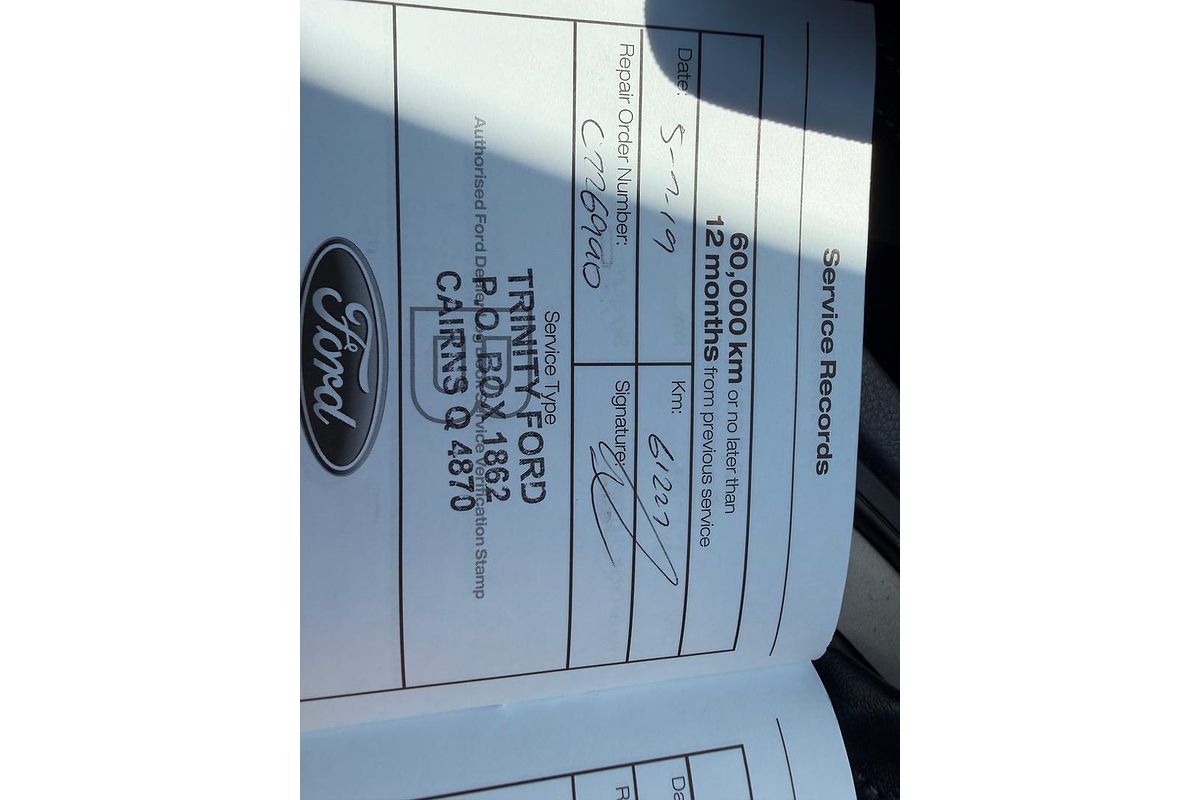 Service Records
60,000 km or no later than
12 months from previous service
Date: 5-7-19
Km: 61227
Repair Order Number: C7769990
Signature:
Service Type
B
TRINITY FORD
P.O. BOX 1862
CAIRNS Q 4870
Authorised Ford Dealer Service Verification Stamp
Ford
Da
R